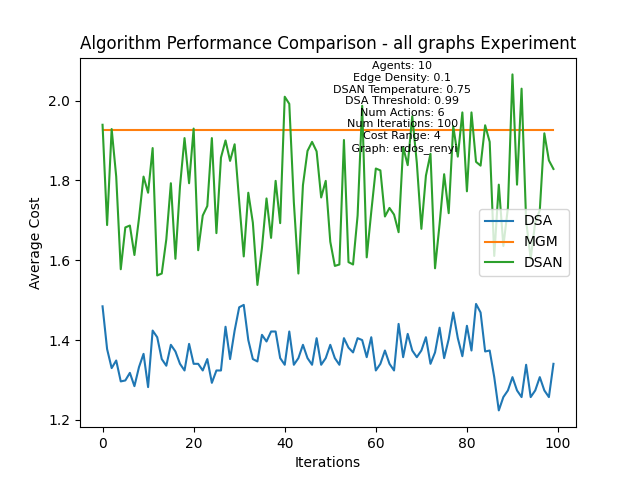 Algorithm Performance Comparison - all graphs Experiment
Agents: 10
Edge Density: 0.1
DSAN Temperature: 0.75
DSA Threshold: 0.99
Num Actions: 6
Num Iterations: 100
Cost Range: 4
Graph: erdos_renyi
2.0
1.8
1.6
1.4
1.2
Average Cost
DSA
MGM
DSAN
0
20
40
60
80
100
Iterations